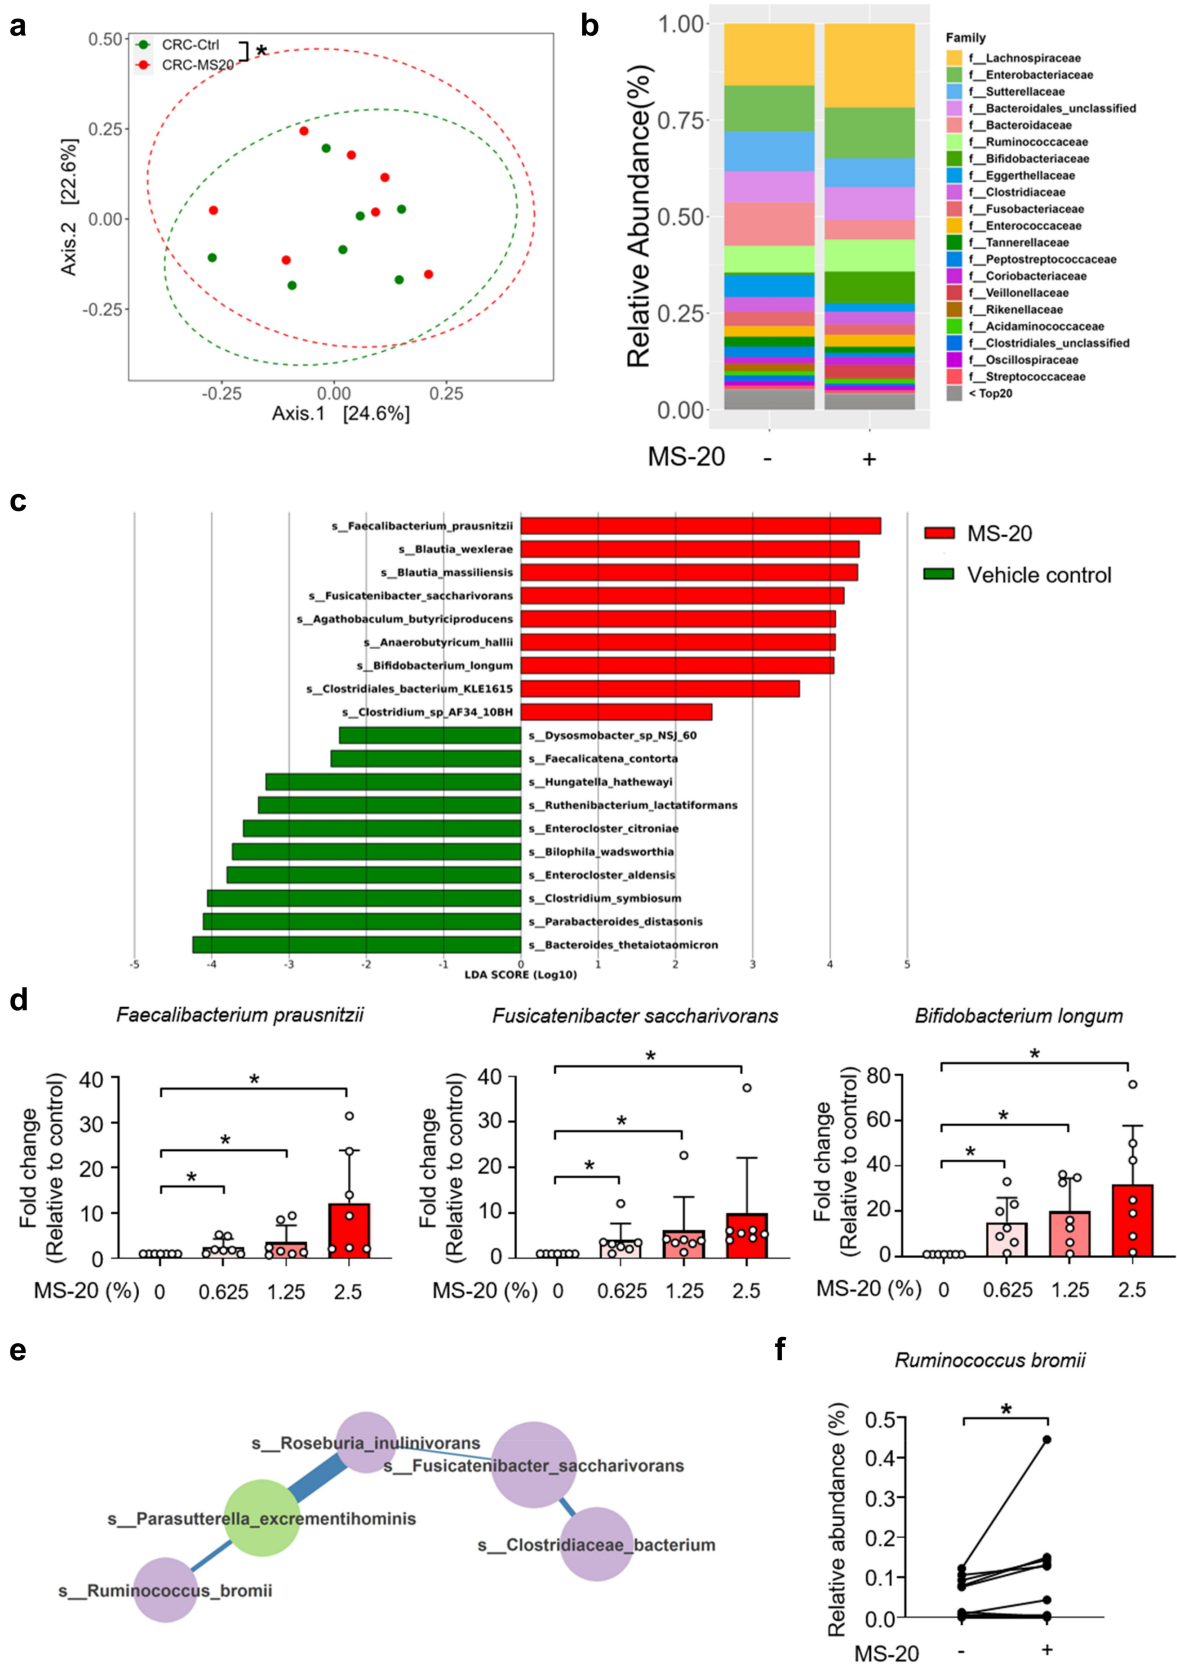 a
0.50
0.25
0.00
-0.25
Axis.2 [22.6%]
CRC-Ctrl
CRC-MS20
*
-0.25 0.00 0.25
Axis.1 [24.6%]
b
Relative Abundance(%)
1.00
0.75
0.50
0.25
0.00
MS-20 - +
Family
f__Lachnospiraceae
f__Enterobacteriaceae
f__Sutterellaceae
f__Bacteroidales_unclassified
f__Bacteroidaceae
f__Ruminococcaceae
f__Bifidobacteriaceae
f__Eggerthellaceae
f__Clostridiaceae
f__Fusobacteriaceae
f__Enterococcaceae
f__Tannerellaceae
f__Peptostreptococcaceae
f__Coriobacteriaceae
f__Veillonellaceae
f__Rikenellaceae
f__Acidaminococcaceae
f__Clostridiales_unclassified
f__Oscillospiraceae
f__Streptococcaceae
< Top20
c
s__Faecalibacterium_prausnitzii
s__Blautia_wexlerae
s__Blautia_massiliensis
s__Fusicatenibacter_saccharivorans
s__Agathobaculum_butyriciproducens
s__Anaerobutyricum_hallii
s__Bifidobacterium_longum
s__Clostridiales_bacterium_KLE1615
s__Clostridium_sp_AF34_10BH
s__Dysosmobacter_sp_NSJ_60
s__Faecalicatena_contorta
s__Hungatella_hathewayi
s__Ruthenibacterium_lactatiformans
s__Enterocloster_citroniae
s__Bilophila_wadsworthia
s__Enterocloster_aldensis
s__Clostridium_symbiosum
s__Parabacteroides_distasonis
s__Bacteroides_thetaiotaomicron
-5 -4 -3 -2 -1 0 1 2 3 4 5
LDA SCORE (Log10)
MS-20
Vehicle control
d
Faecalibacterium prausnitzii
Fold change
(Relative to control)
40
30
20
10
0
*
*
*
MS-20 (%) 0 0.625 1.25 2.5
Fusicatenibacter saccharivorans
Fold change
(Relative to control)
40
30
20
10
0
*
*
*
MS-20 (%) 0 0.625 1.25 2.5
Bifidobacterium longum
Fold change
(Relative to control)
80
60
40
20
0
*
*
*
MS-20 (%) 0 0.625 1.25 2.5
e
s__Roseburia_inulinivorans
s__Fusicatenibacter_saccharivorans
s__Parasutterella_excrementihominis
s__Clostridiaceae_bacterium
s__Ruminococcus_bromii
f
Ruminococcus bromii
Relative abundance (%)
0.5
0.4
0.3
0.2
0.1
0.0
*
MS-20 - +